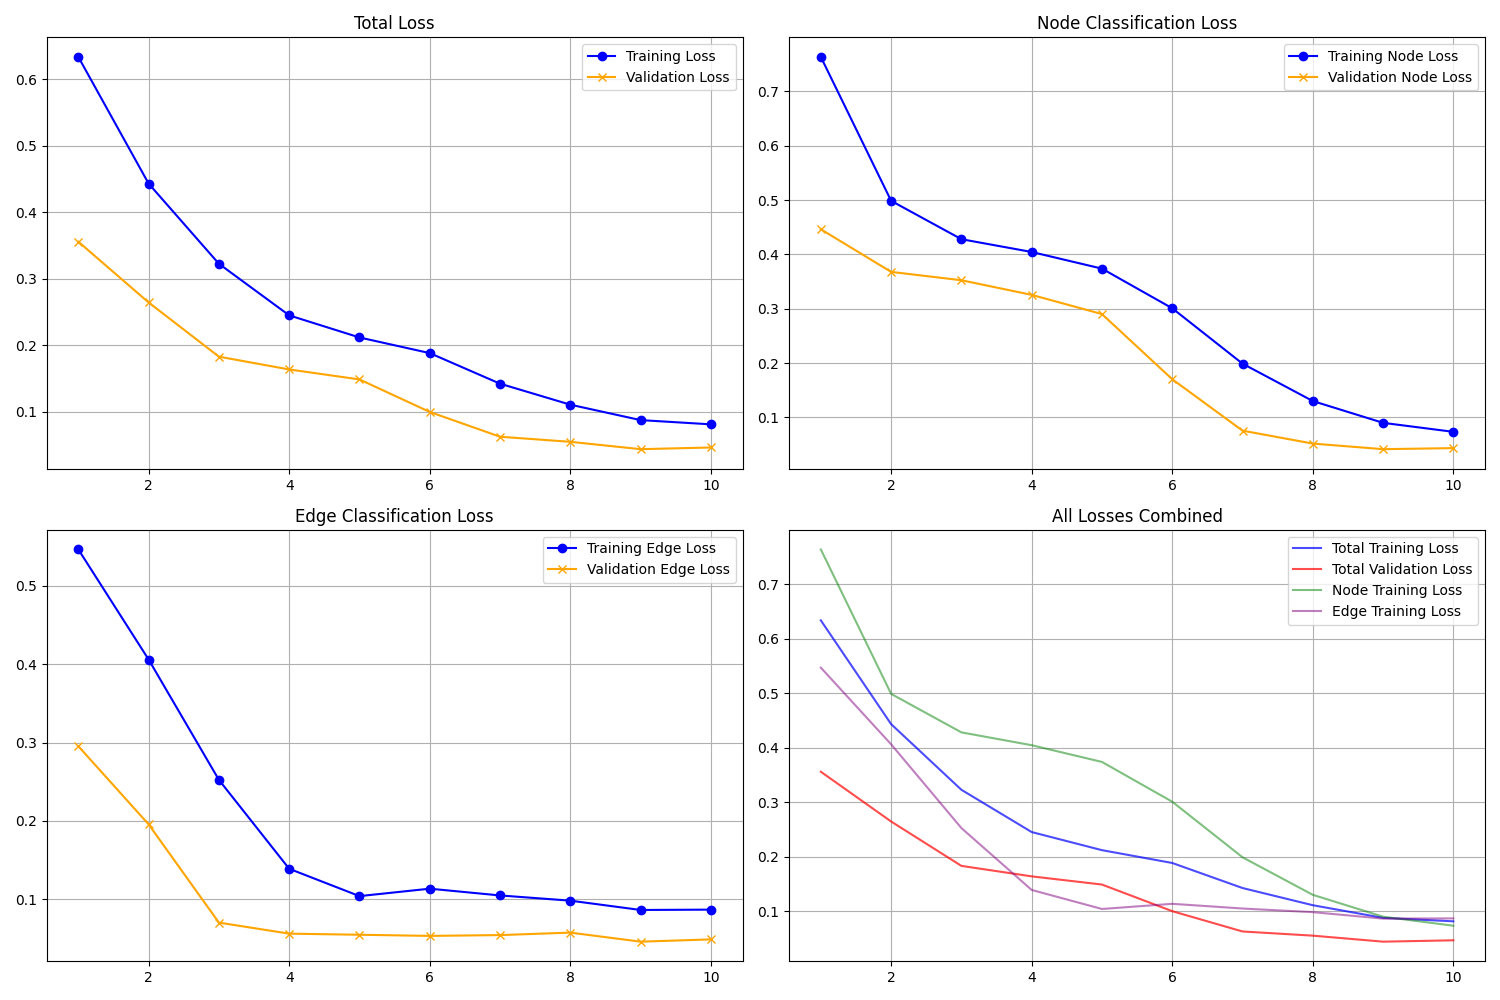 Total Loss
Training Loss
Validation Loss
0.6
0.5
0.4
0.3
0.2
0.1
2 4 6 8 10
Node Classification Loss
Training Node Loss
Validation Node Loss
0.7
0.6
0.5
0.4
0.3
0.2
0.1
2 4 6 8 10
Edge Classification Loss
Training Edge Loss
Validation Edge Loss
0.5
0.4
0.3
0.2
0.1
2 4 6 8 10
All Losses Combined
Total Training Loss
Total Validation Loss
Node Training Loss
Edge Training Loss
0.7
0.6
0.5
0.4
0.3
0.2
0.1
2 4 6 8 10